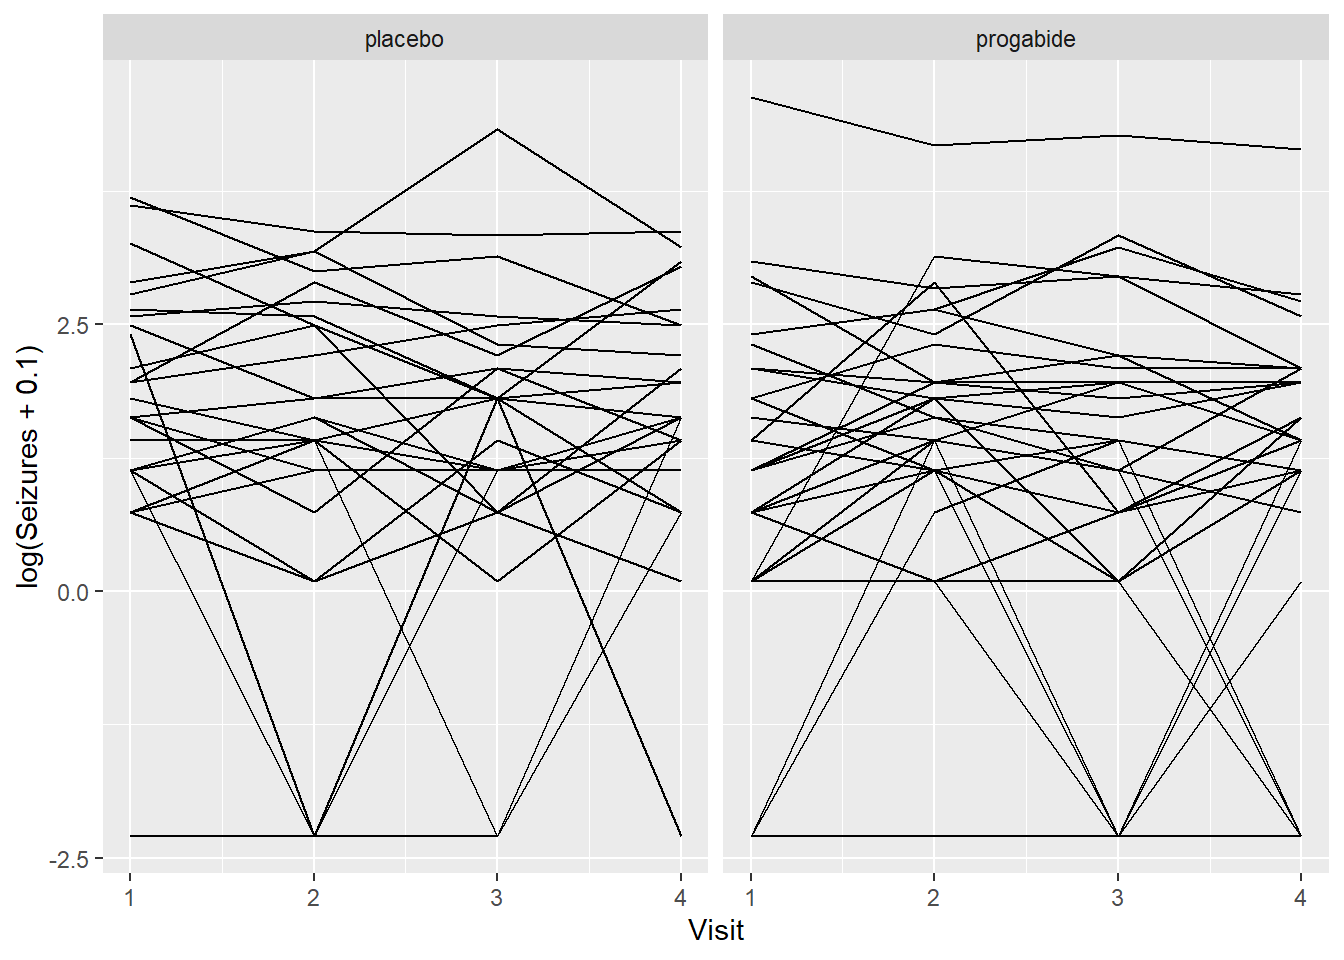 placebo
progabide
log(Seizures + 0.1)
2.5
0.0
-2.5
1 2 3 4
1 2 3 4
Visit